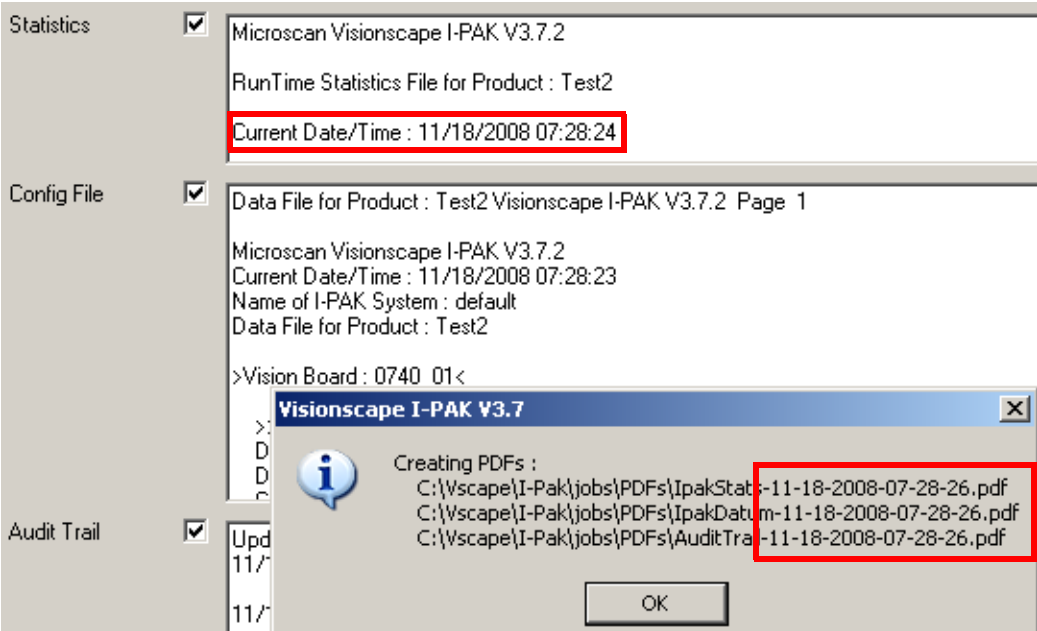 Statistics
Microscan Visionscape I-PAK V3.7.2
RunTime Statistics File for Product : Test2
Current Date/Time : 11/18/2008 07:28:24
Config File
Data File for Product : Test2 Visionscape I-PAK V3.7.2  Page  1
Microscan Visionscape I-PAK V3.7.2
Current Date/Time : 11/18/2008 07:28:23
Name of I-PAK System : default
Data File for Product : Test2
>Vision Board : 0740  01<
Visionscape I-PAK V3.7
Creating PDFs :
C:\Vscape\I-Pak\jobs\PDFs\IpakStats-11-18-2008-07-28-26.pdf
C:\Vscape\I-Pak\jobs\PDFs\IpakDatum-11-18-2008-07-28-26.pdf
C:\Vscape\I-Pak\jobs\PDFs\AuditTrail-11-18-2008-07-28-26.pdf
OK
Audit Trail
Upd
11/
11/